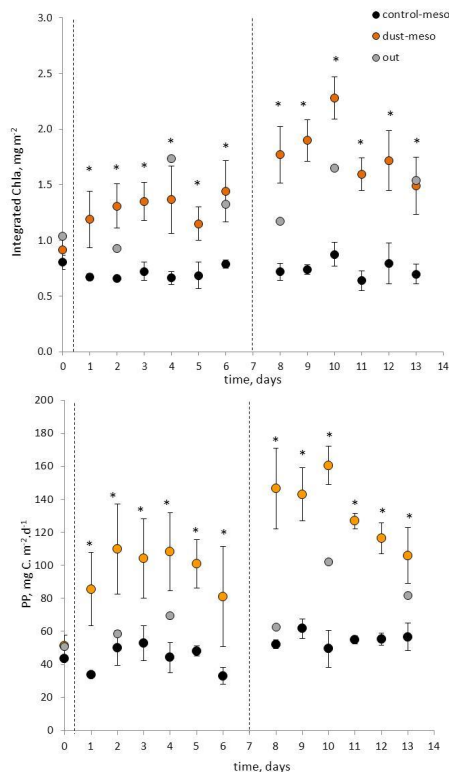 control-meso
dust-meso
out
Integrated Chla, mg m-2
3.0
2.5
2.0
1.5
1.0
0.5
0.0
* * * * * * * * * * * *
0 1 2 3 4 5 6 7 8 9 10 11 12 13 14
time, days
PP, mg C. m-2.d-1
200
180
160
140
120
100
80
60
40
20
0
* * * * * * * * * * * *
0 1 2 3 4 5 6 7 8 9 10 11 12 13 14
time, days